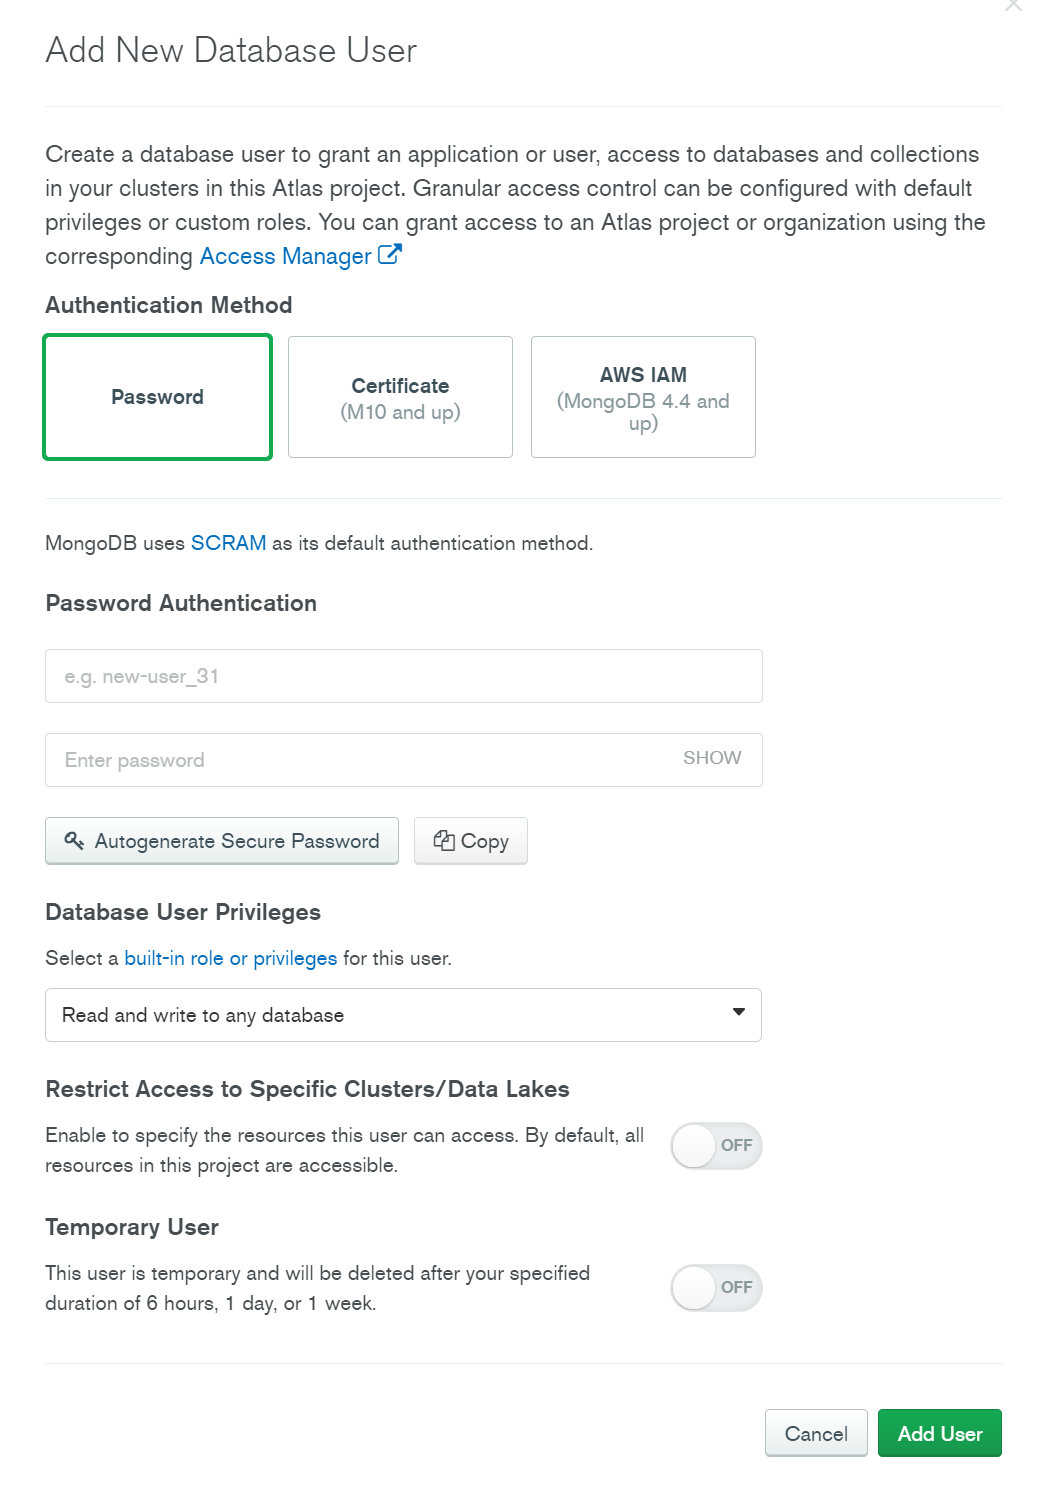 Add New Database User
Create a database user to grant an application or user, access to databases and collections
in your clusters in this Atlas project. Granular access control can be configured with default
privileges or custom roles. You can grant access to an Atlas project or organization using the
corresponding Access Manager
Authentication Method
Password
Certificate
(M10 and up)
AWS IAM
(MongoDB 4.4 and
up)
MongoDB uses SCRAM as its default authentication method.
Password Authentication
e.g. new-user_31
Enter password SHOW
Autogenerate Secure Password Copy
Database User Privileges
Select a built-in role or privileges for this user.
Read and write to any database
Restrict Access to Specific Clusters/Data Lakes
Enable to specify the resources this user can access. By default, all
resources in this project are accessible.
OFF
Temporary User
This user is temporary and will be deleted after your specified
duration of 6 hours, 1 day, or 1 week.
OFF
Cancel Add User